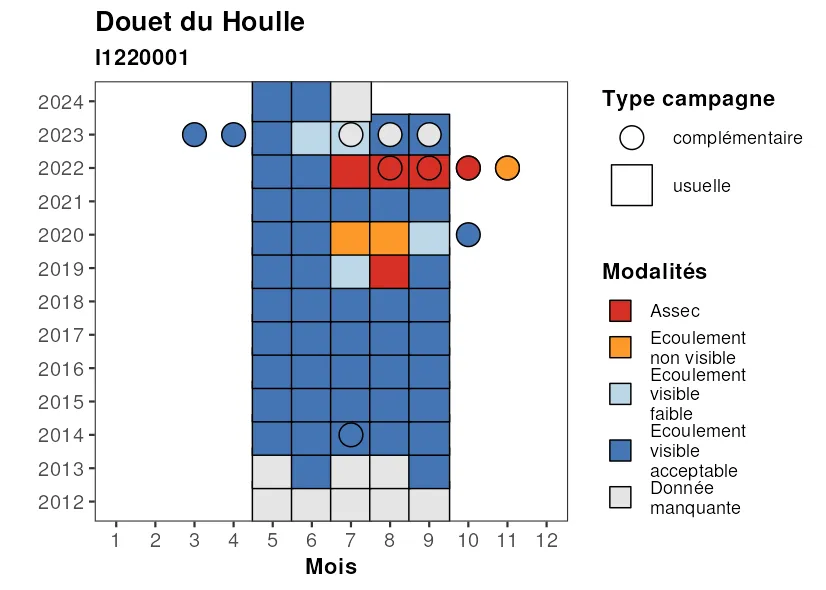 Douet du Houlle
I1220001
2024
2023
2022
2021
2020
2019
2018
2017
2016
2015
2014
2013
2012
1 2 3 4 5 6 7 8 9 10 11 12
Mois
Type campagne
complémentaire
usuelle
Modalités
Assec
Ecoulement
non visible
Ecoulement
visible
faible
Ecoulement
visible
acceptable
Donnée
manquante